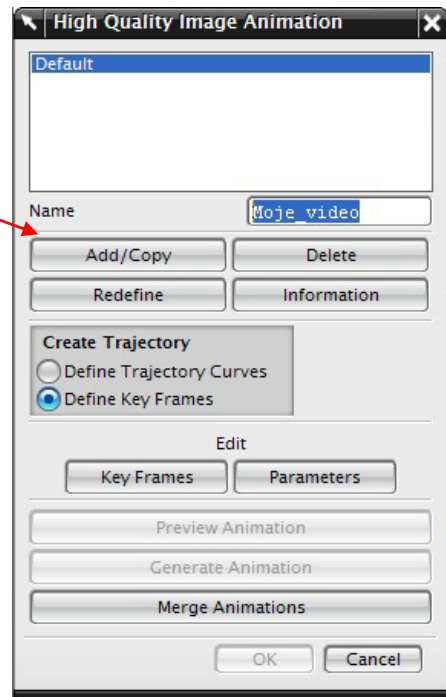 High Quality Image Animation
Default
Name Moje_video
Add/Copy Delete
Redefine Information
Create Trajectory
Define Trajectory Curves
Define Key Frames
Edit
Key Frames Parameters
Preview Animation
Generate Animation
Merge Animations
OK Cancel